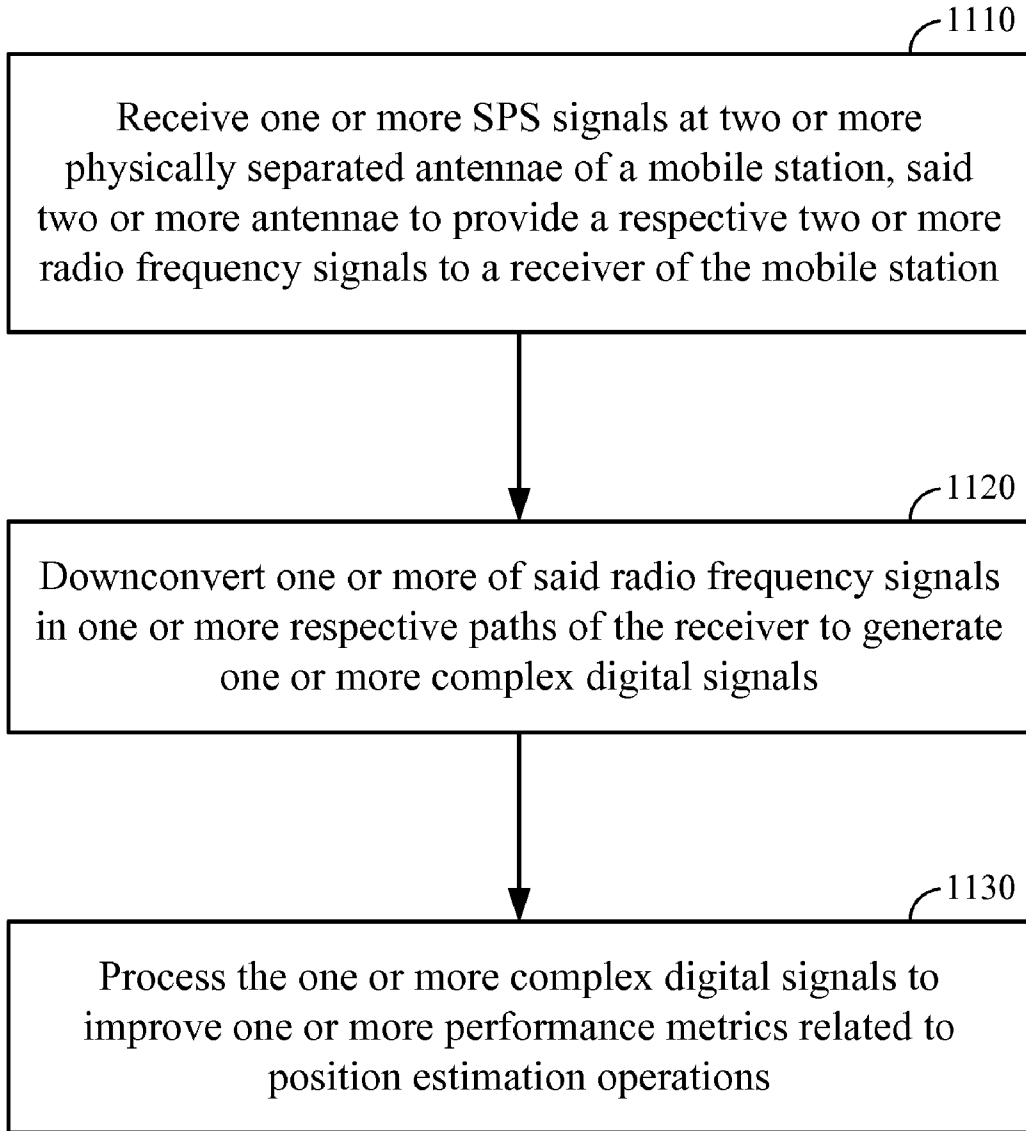 1110
Receive one or more SPS signals at two or more
physically separated antennae of a mobile station, said
two or more antennae to provide a respective two or more
radio frequency signals to a receiver of the mobile station
1120
Downconvert one or more of said radio frequency signals
in one or more respective paths of the receiver to generate
one or more complex digital signals
1130
Process the one or more complex digital signals to
improve one or more performance metrics related to
position estimation operations